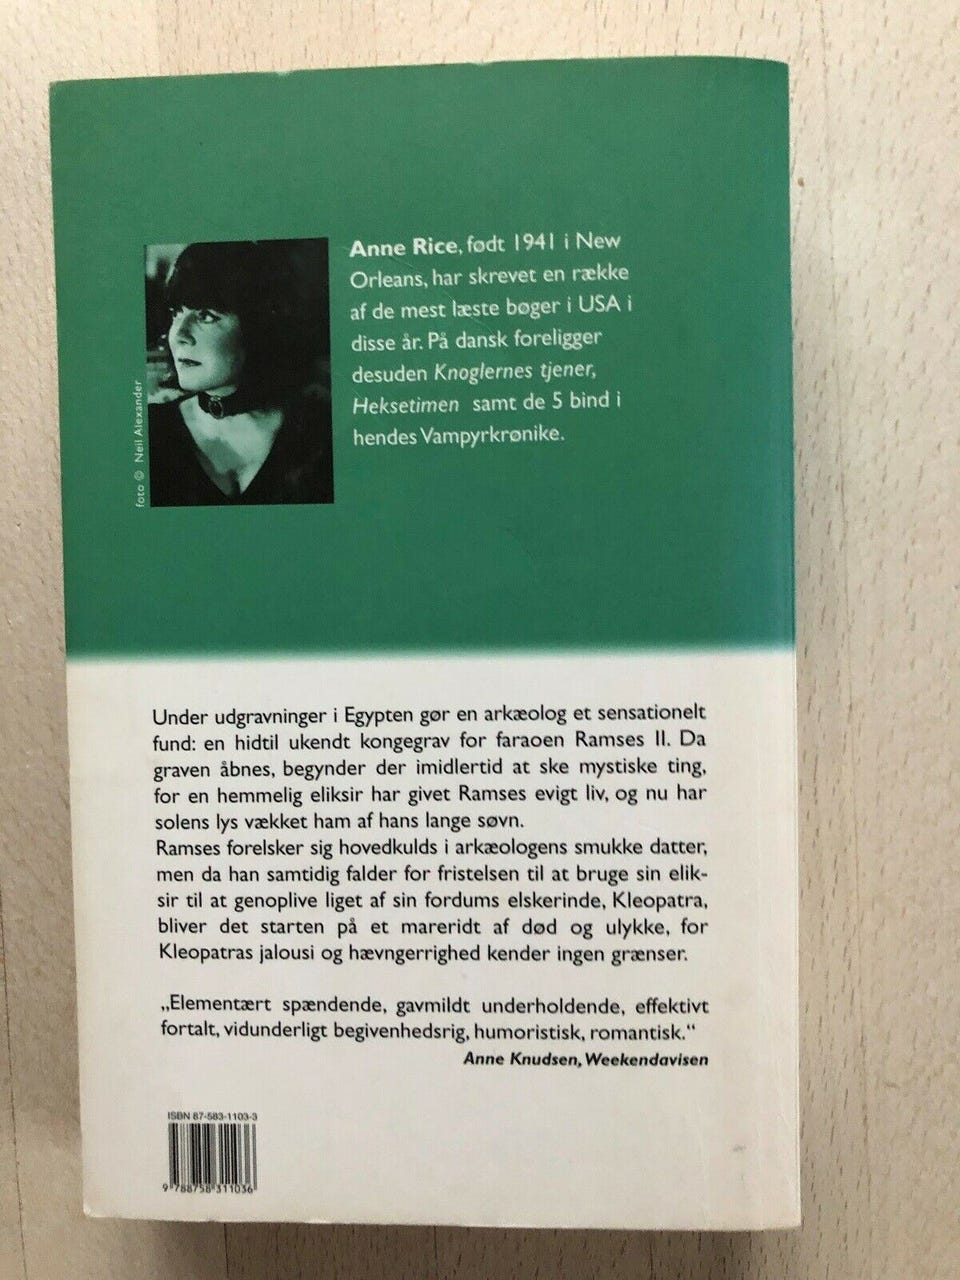 Anne Rice, født 1941 i New
Orleans, har skrevet en række
af de mest læste bøger i USA i
disse år. På dansk foreligger
desuden Knoglernes tjener,
Heksetimen samt de 5 bind i
hendes Vampyrkrønike.
foto © Neil Alexander
Under udgravninger i Egypten gør en arkæolog et sensationelt
fund: en hidtil ukendt kongegrav for faraoen Ramses II. Da
graven åbnes, begynder der imidlertid at ske mystiske ting,
for en hemmelig eliksir har givet Ramses evigt liv, og nu har
solens lys vækket ham af hans lange søvn.
Ramses forelsker sig hovedkulds i arkæologens smukke datter,
men da han samtidig falder for fristelsen til at bruge sin elik-
sir til at genoplive liget af sin fordums elskerinde, Kleopatra,
bliver det starten på et mareridt af død og ulykke, for
Kleopatras jalousi og hævngerrighed kender ingen grænser.
„Elementært spændende, gavmildt underholdende, effektivt
fortalt, vidunderligt begivenhedsrig, humoristisk, romantisk.“
Anne Knudsen, Weekendavisen
ISBN 87-583-1103-3
9 788758 311036